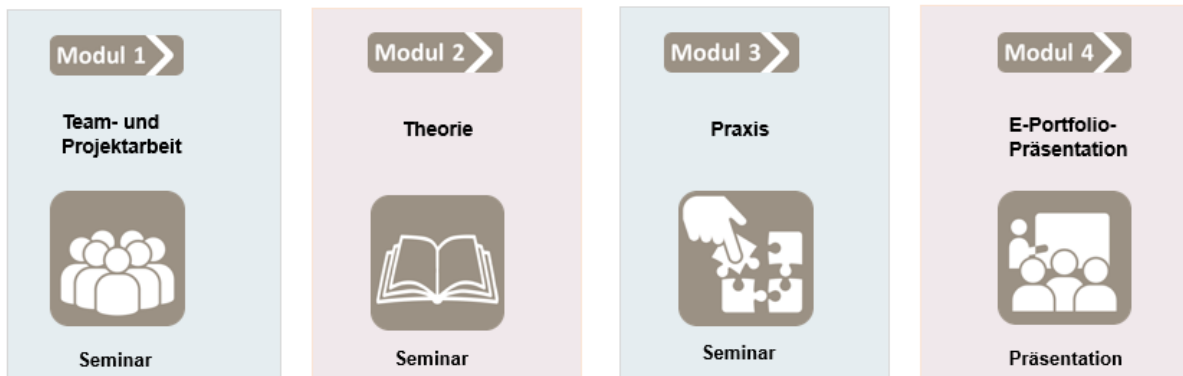 Modul 1
Team- und
Projektarbeit
Seminar
Modul 2
Theorie
Seminar
Modul 3
Praxis
Seminar
Modul 4
E-Portfolio-
Präsentation
Präsentation